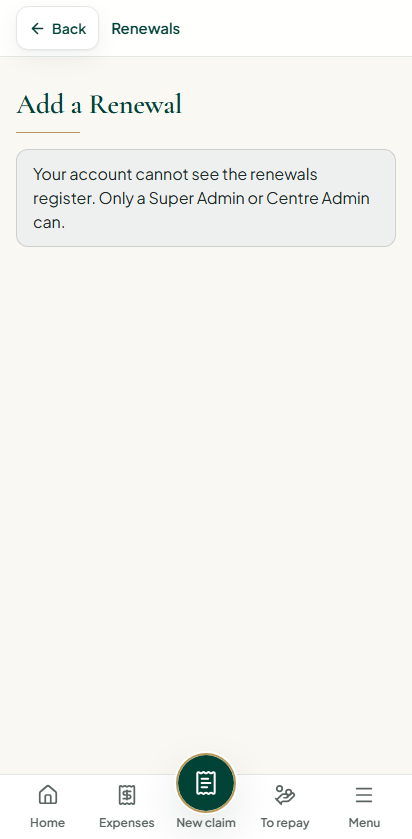 Back
Renewals
Add a Renewal
Your account cannot see the renewals
register. Only a Super Admin or Centre Admin
can.
Home
Expenses
New claim
To repay
Menu